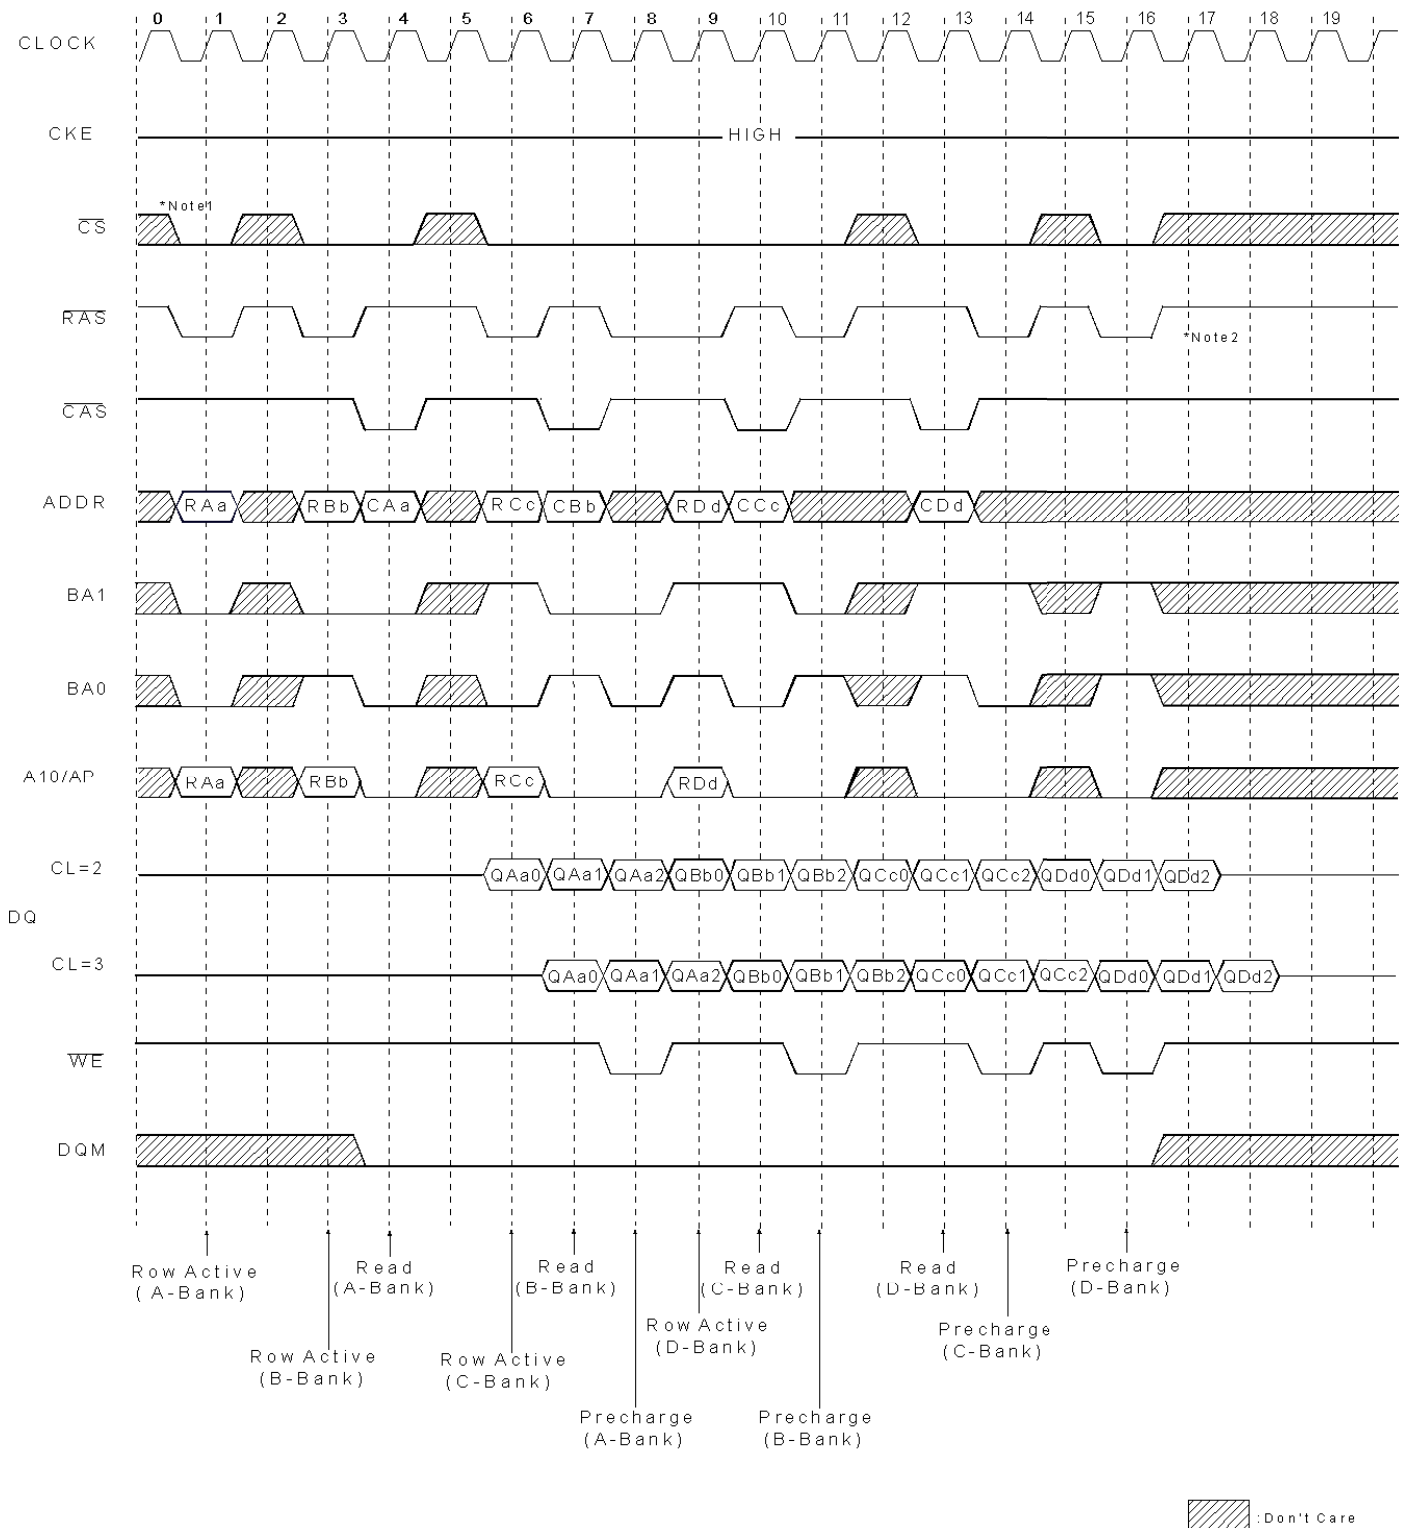 0 1 2 3 4 5 6 7 8 9 10 11 12 13 14 15 16 17 18 19
CLOCK
CKE
HIGH
*Note1
CS
RAS
*Note2
CAS
ADDR
RAa RBb CAa RCc CBb RDd CCc CDd
BA1
BA0
A10/AP
RAa RBb RCc RDd
CL=2
QAa0 QAa1 QAa2 QBb0 QBb1 QBb2 QCc0 QCc1 QCc2 QDd0 QDd1 QDd2
DQ
CL=3
QAa0 QAa1 QAa2 QBb0 QBb1 QBb2 QCc0 QCc1 QCc2 QDd0 QDd1 QDd2
WE
DQM
Row Active
(A-Bank)
Read
(A-Bank)
Read
(B-Bank)
Read
(C-Bank)
Read
(D-Bank)
Precharge
(D-Bank)
Row Active
(D-Bank)
Precharge
(C-Bank)
Row Active
(B-Bank)
Row Active
(C-Bank)
Precharge
(A-Bank)
Precharge
(B-Bank)
:Don't Care